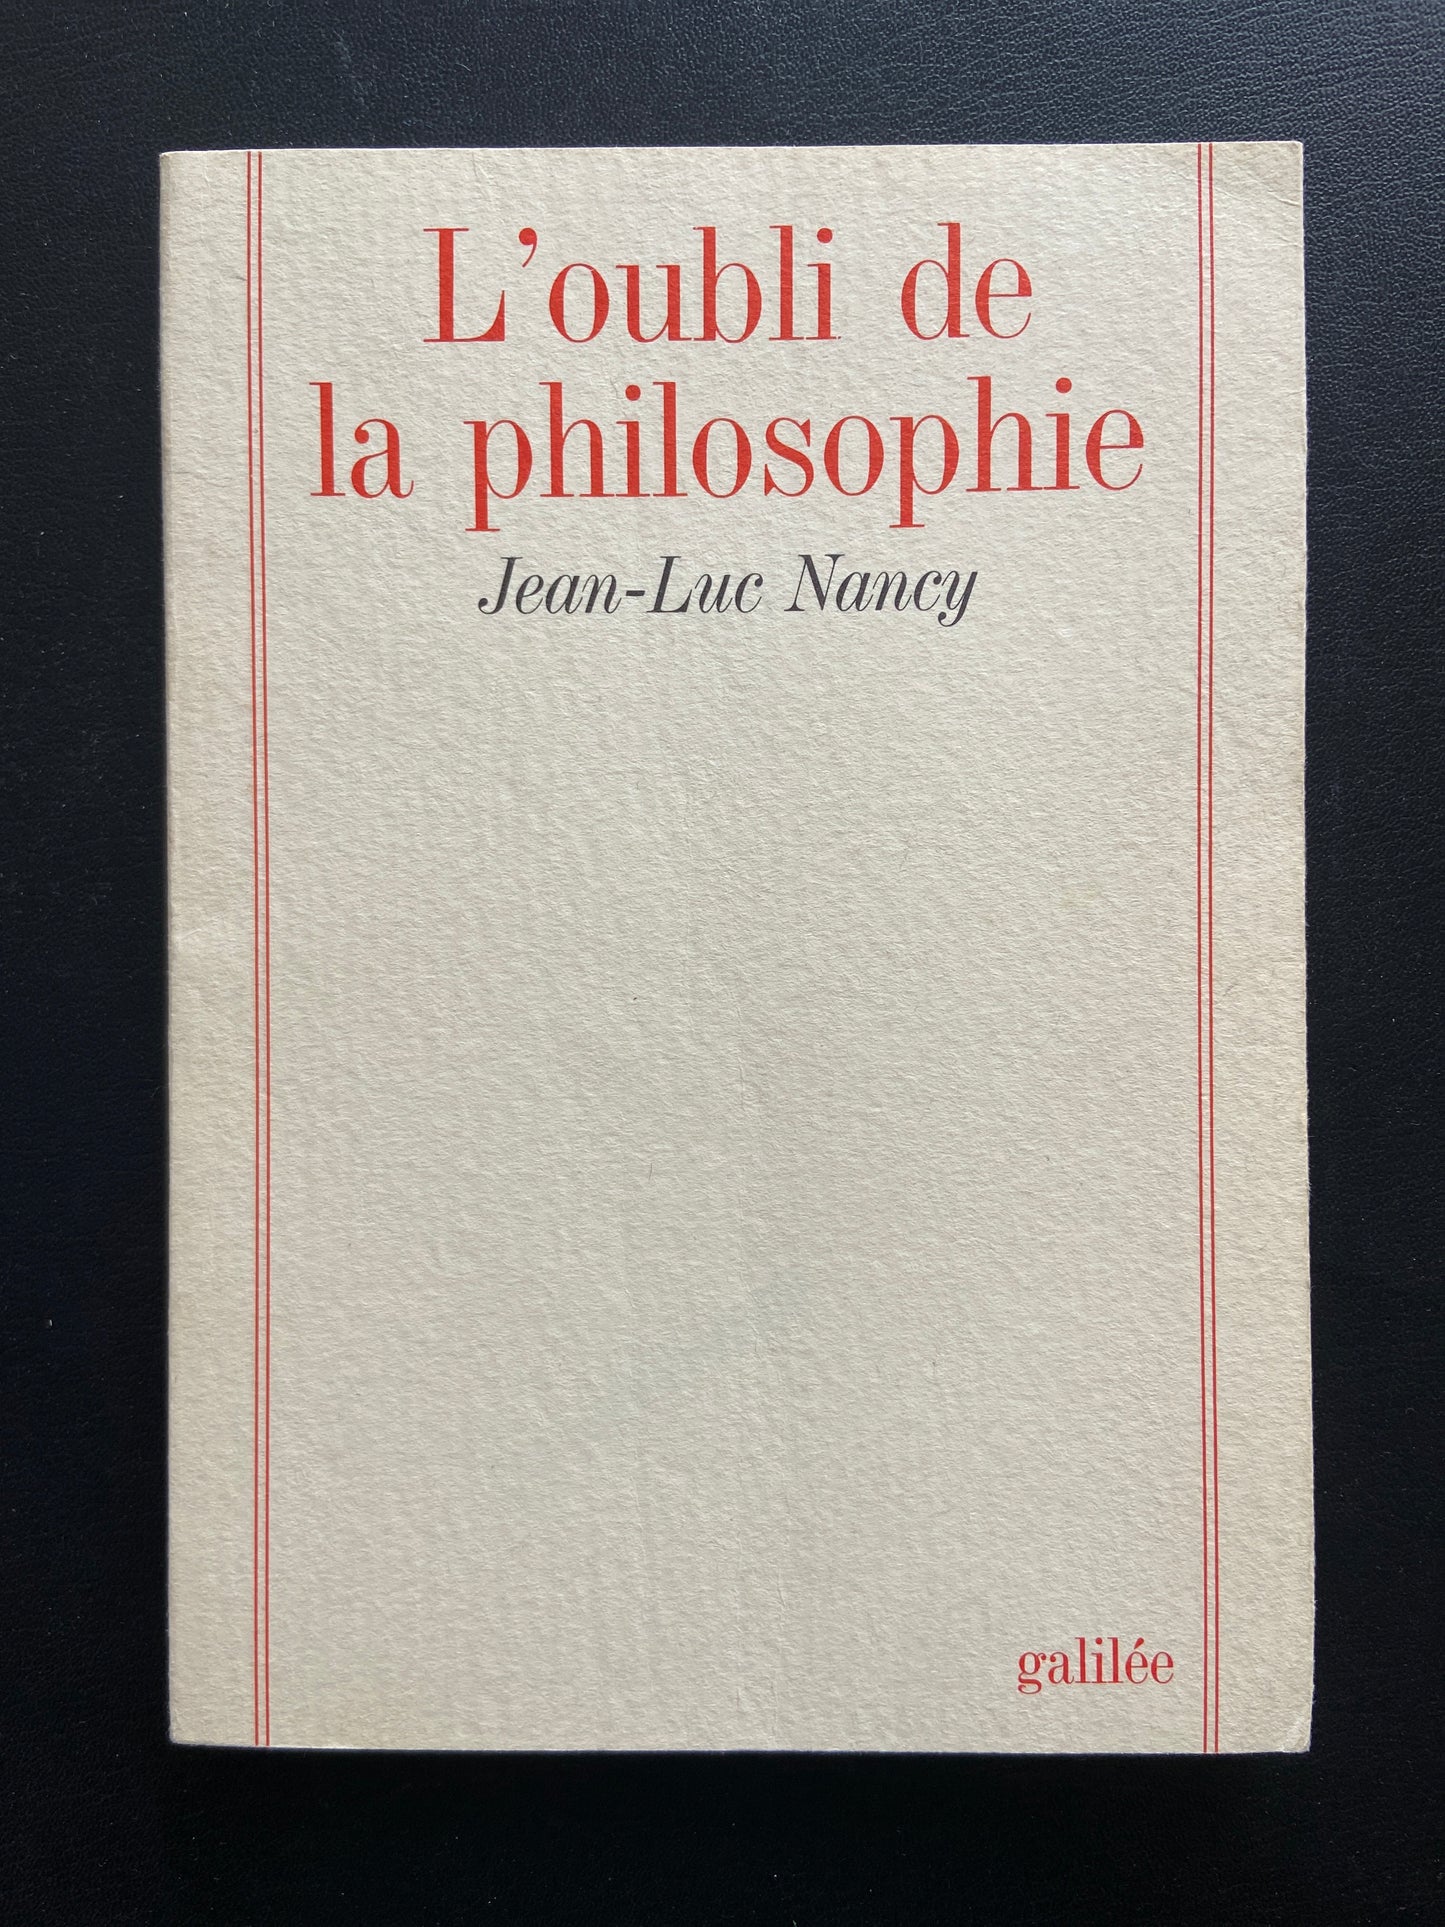 L'oubli de
la philosophie
Jean-Luc Nancy
galilée